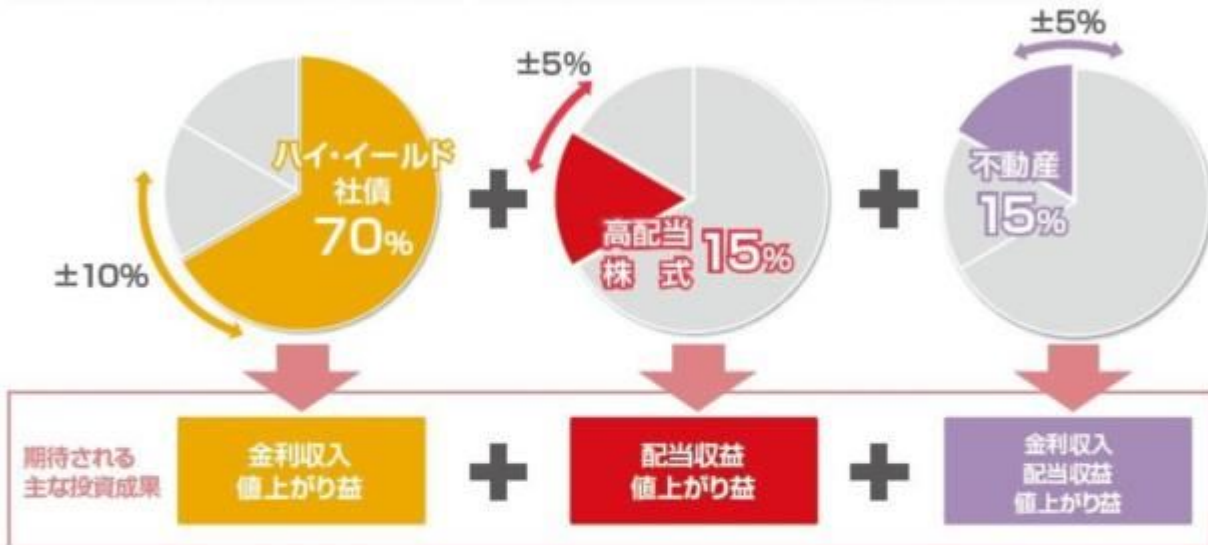 ±5%
±5%
ハイ・イールド
社債
70%
±10%
高配当
株 式
15%
不動産
15%
期待される
主な投資成果
金利収入
値上がり益
配当収益
値上がり益
金利収入
配当収益
値上がり益